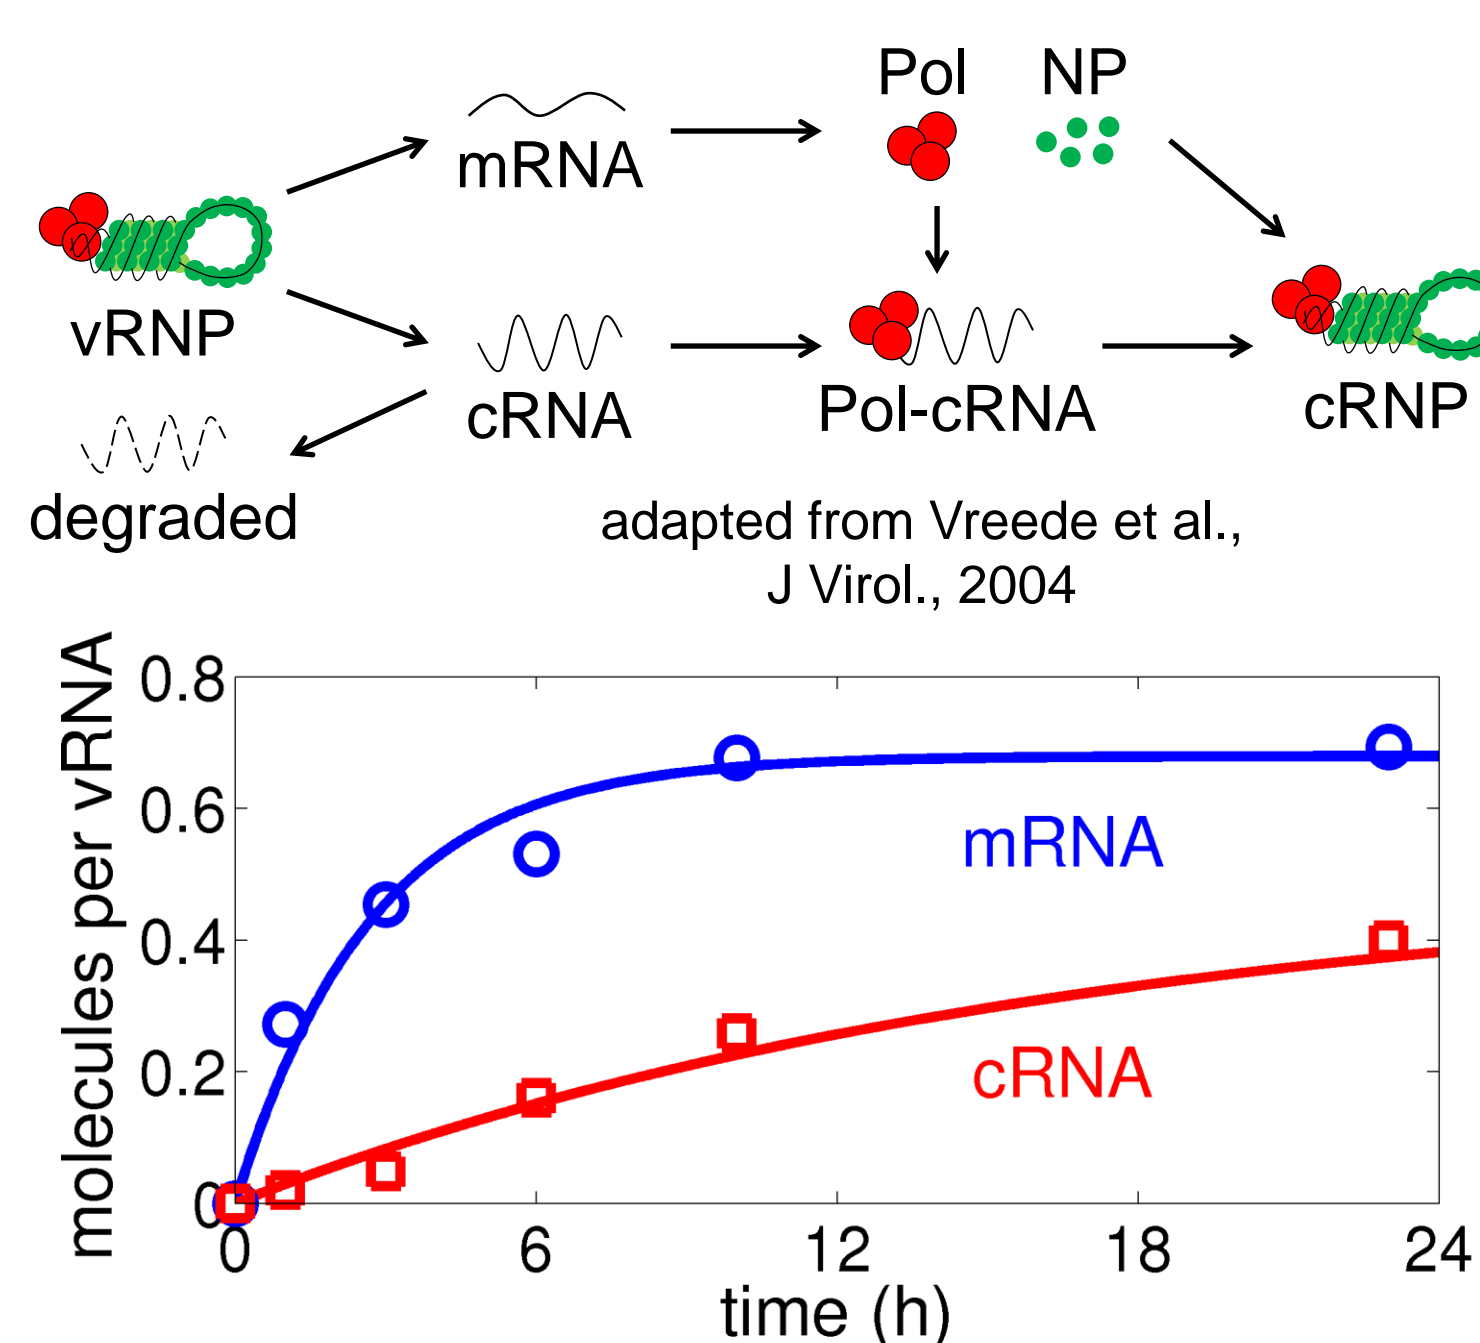 Pol NP
mRNA
vRNP
cRNA
Pol-cRNA
cRNP
degraded
adapted from Vreede et al.,
J Virol., 2004
molecules per vRNA
0.8
0.6
0.4
0.2
0
mRNA
cRNA
0 6 12 18 24
time (h)